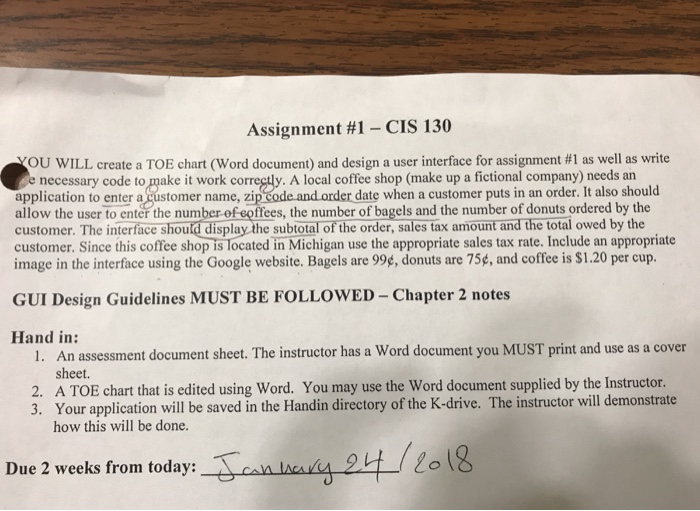 Assignment #1 – CIS 130
YOU WILL create a TOE chart (Word document) and design a user interface for assignment #1 as well as write
e necessary code to make it work correctly. A local coffee shop (make up a fictional company) needs an
application to enter a customer name, zip code and order date when a customer puts in an order. It also should
allow the user to enter the number of coffees, the number of bagels and the number of donuts ordered by the
customer. The interface should display the subtotal of the order, sales tax amount and the total owed by the
customer. Since this coffee shop is located in Michigan use the appropriate sales tax rate. Include an appropriate
image in the interface using the Google website. Bagels are 99¢, donuts are 75¢, and coffee is $1.20 per cup.
GUI Design Guidelines MUST BE FOLLOWED – Chapter 2 notes
Hand in:
1. An assessment document sheet. The instructor has a Word document you MUST print and use as a cover
sheet.
2. A TOE chart that is edited using Word. You may use the Word document supplied by the Instructor.
3. Your application will be saved in the Handin directory of the K-drive. The instructor will demonstrate
how this will be done.
Due 2 weeks from today: January 24/2018